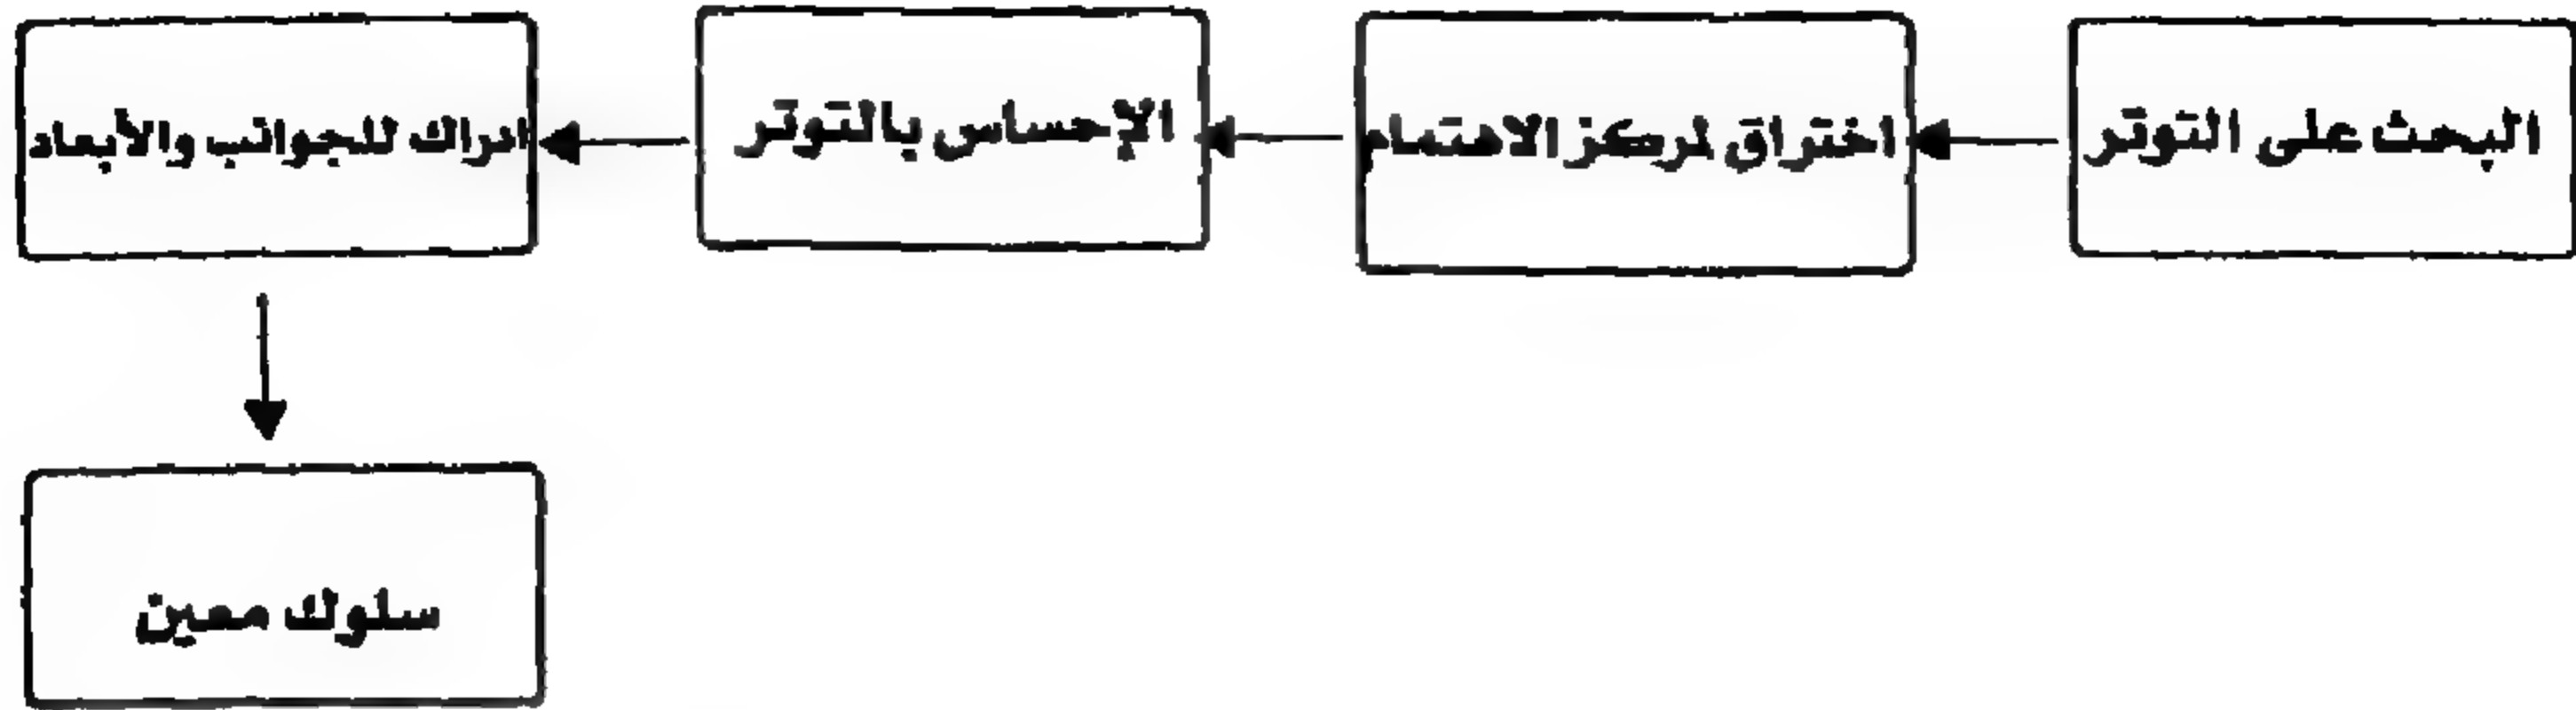 البحث على التوتر
اختراق لمركز الاهتمام
الإحساس بالتوتر
ادراك للجوانب والأبعاد
سلوك معين